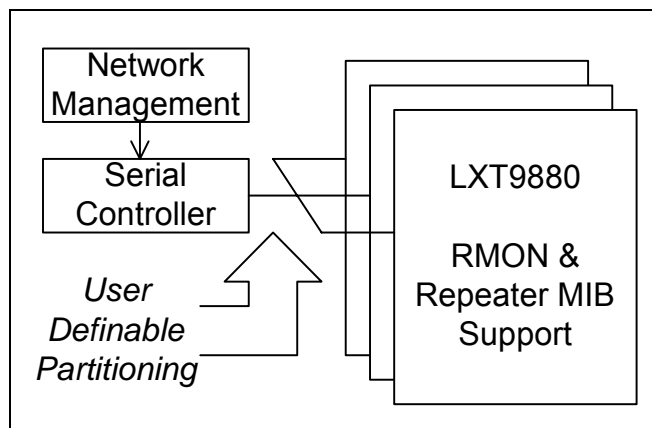 Network
Management
Serial
Controller
User
Definable
Partitioning
LXT9880
RMON &
Repeater MIB
Support